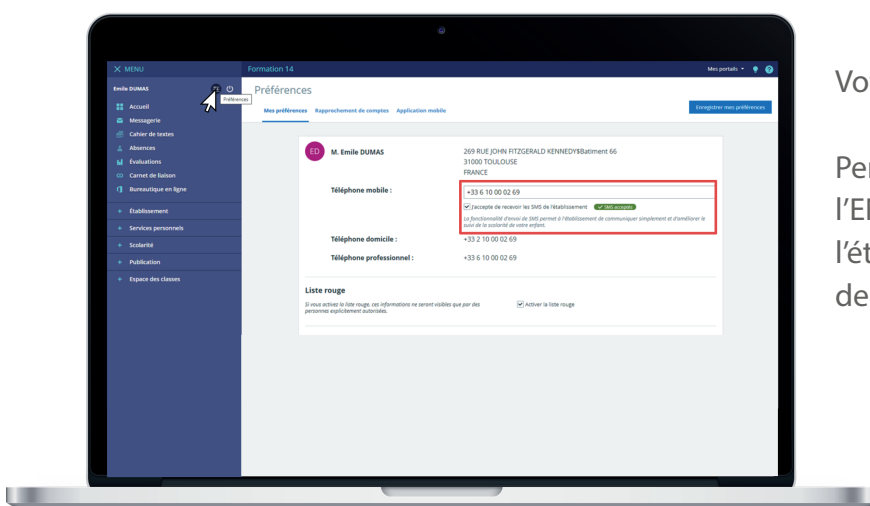 MENU
Formation 14
Mes portails
?
Emile DUMAS
Préférences
Accueil
Messagerie
Cahier de textes
Absences
Évaluations
Carnet de liaison
Bureautique en ligne
+ Établissement
+ Services personnels
+ Scolarité
+ Publication
+ Espace des classes
Préférences
Mes préférences Rapprochement de comptes Application mobile
Enregistrer mes préférences
ED M. Emile DUMAS
269 RUE JOHN FITZGERALD KENNEDY$Batiment 66
31000 TOULOUSE
FRANCE
Téléphone mobile : +33 6 10 00 02 69
J'accepte de recevoir les SMS de l'établissement SMS acceptés
La fonctionnalité d'envoi de SMS permet à l'établissement de communiquer simplement et d'améliorer le
suivi de la scolarité de votre enfant.
Téléphone domicile : +33 2 10 00 02 69
Téléphone professionnel : +33 6 10 00 02 69
Liste rouge
Si vous activez la liste rouge, ces informations ne seront visibles que par des
personnes explicitement autorisées.
Activer la liste rouge
l'ét
de